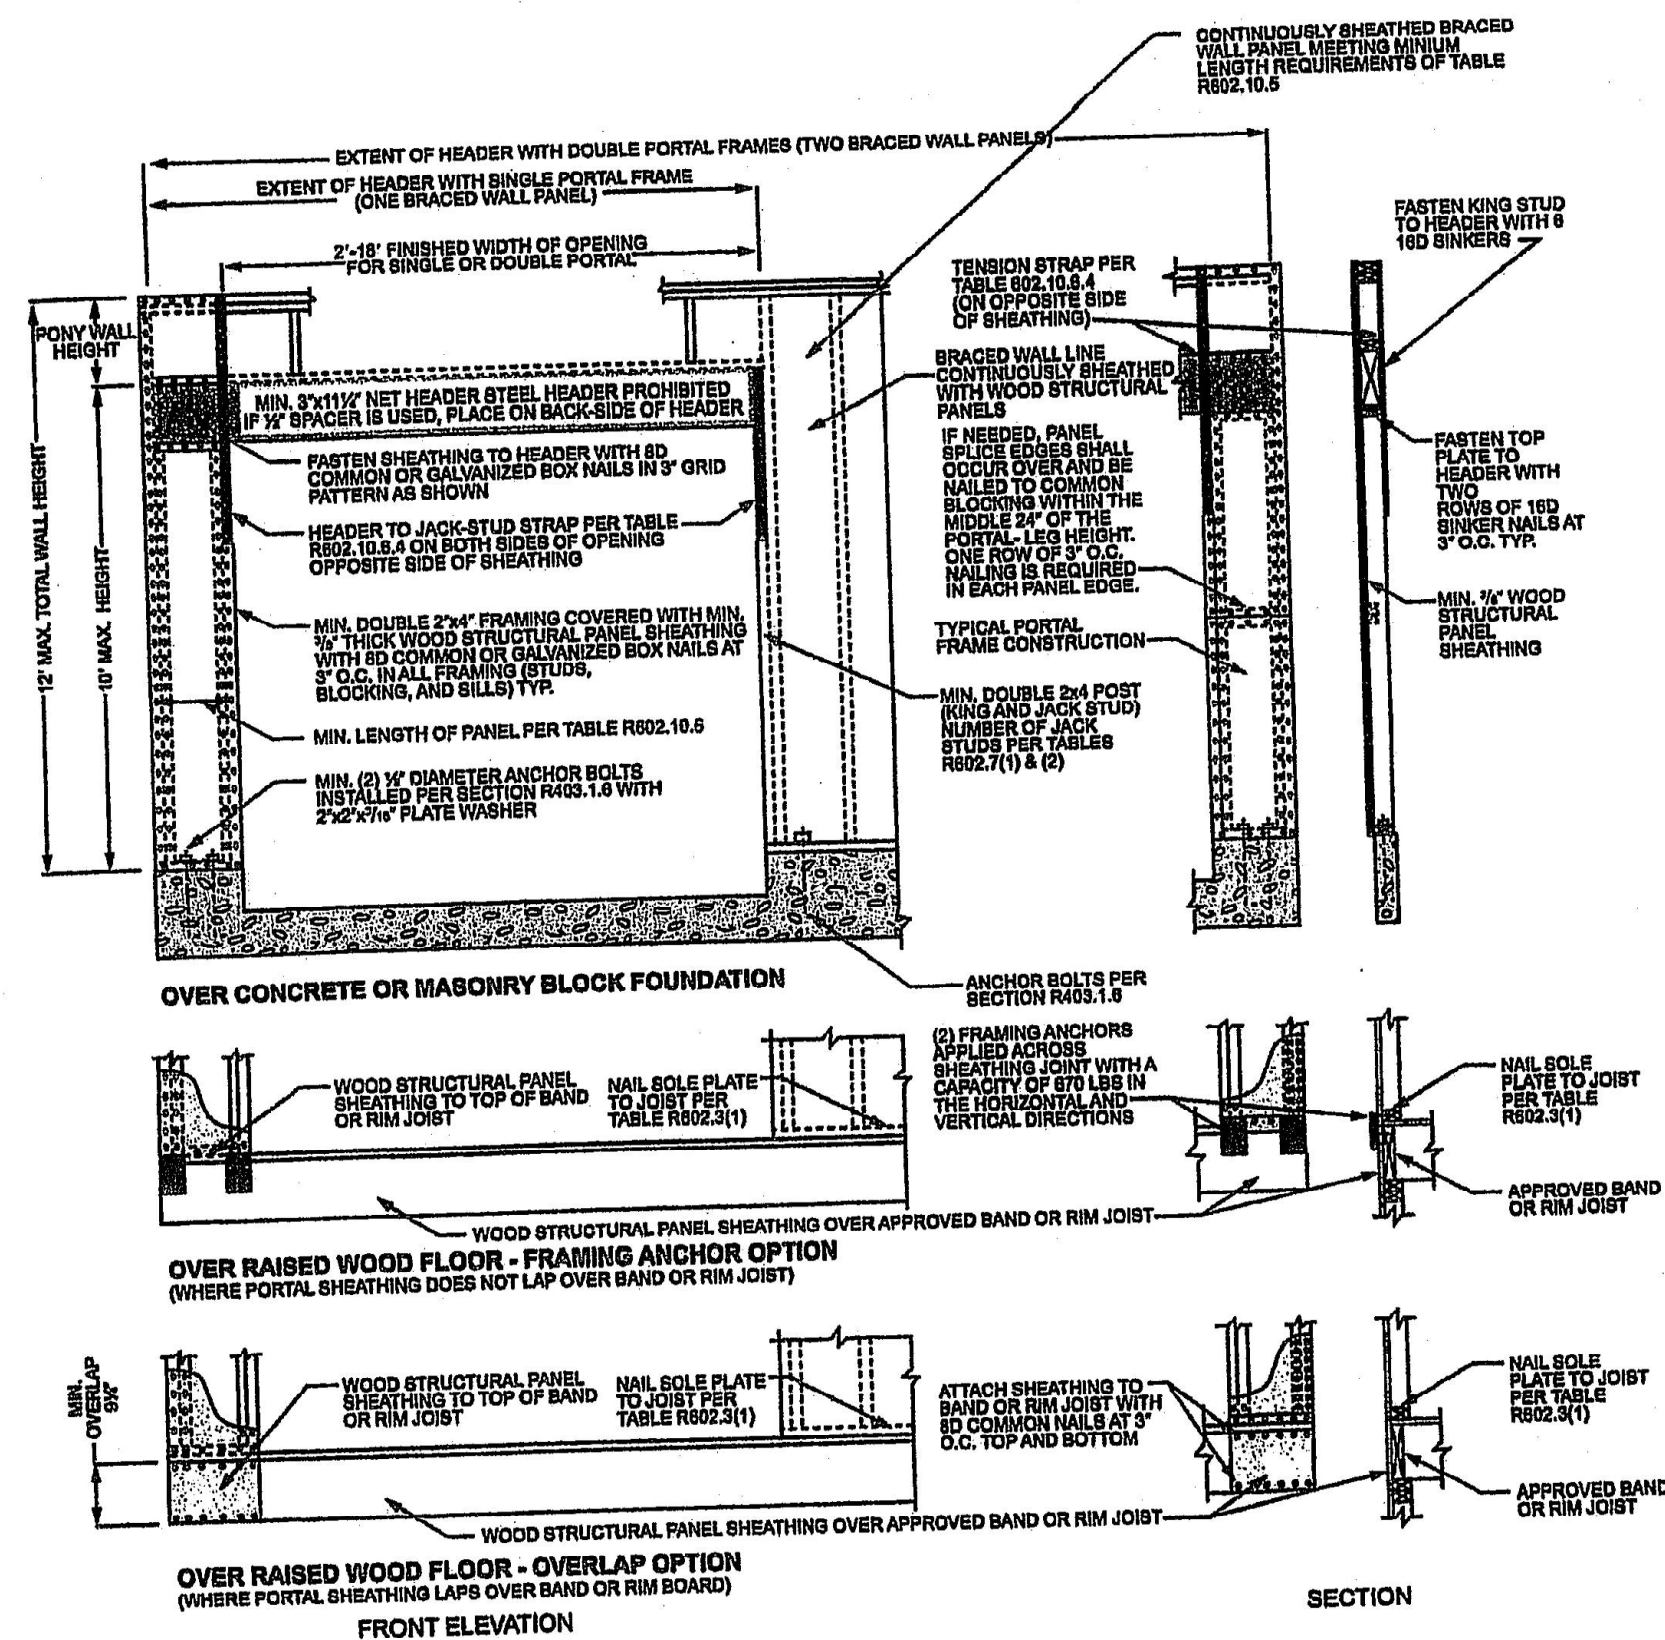 CONTINUOUSLY SHEATHED BRACED
WALL PANEL MEETING MINIUM
LENGTH REQUIREMENTS OF TABLE
R602.10.5
EXTENT OF HEADER WITH DOUBLE PORTAL FRAMES (TWO BRACED WALL PANELS)
EXTENT OF HEADER WITH SINGLE PORTAL FRAME
(ONE BRACED WALL PANEL)
2'-18' FINISHED WIDTH OF OPENING
FOR SINGLE OR DOUBLE PORTAL
FASTEN KING STUD
TO HEADER WITH 6
16D SINKERS
TENSION STRAP PER
TABLE 602.10.6.4
(ON OPPOSITE SIDE
OF SHEATHING)
PONY WALL
HEIGHT
12' MAX. TOTAL WALL HEIGHT
10' MAX. HEIGHT
MIN. 3"x11¼" NET HEADER STEEL HEADER PROHIBITED
IF ½" SPACER IS USED, PLACE ON BACK-SIDE OF HEADER
BRACED WALL LINE
CONTINUOUSLY SHEATHED
WITH WOOD STRUCTURAL
PANELS
FASTEN SHEATHING TO HEADER WITH 8D
COMMON OR GALVANIZED BOX NAILS IN 3" GRID
PATTERN AS SHOWN
IF NEEDED, PANEL
SPLICE EDGES SHALL
OCCUR OVER AND BE
NAILED TO COMMON
BLOCKING WITHIN THE
MIDDLE 24" OF THE
PORTAL- LEG HEIGHT.
ONE ROW OF 3" O.C.
NAILING IS REQUIRED
IN EACH PANEL EDGE.
FASTEN TOP
PLATE TO
HEADER WITH
TWO
ROWS OF 16D
SINKER NAILS AT
3" O.C. TYP.
HEADER TO JACK-STUD STRAP PER TABLE
R602.10.6.4 ON BOTH SIDES OF OPENING
OPPOSITE SIDE OF SHEATHING
MIN. DOUBLE 2"x4" FRAMING COVERED WITH MIN.
⅜" THICK WOOD STRUCTURAL PANEL SHEATHING
WITH 8D COMMON OR GALVANIZED BOX NAILS AT
3" O.C. IN ALL FRAMING (STUDS,
BLOCKING, AND SILLS) TYP.
TYPICAL PORTAL
FRAME CONSTRUCTION
MIN. ⅜" WOOD
STRUCTURAL
PANEL
SHEATHING
MIN. LENGTH OF PANEL PER TABLE R602.10.5
MIN. DOUBLE 2x4 POST
(KING AND JACK STUD)
NUMBER OF JACK
STUDS PER TABLES
R602.7(1) & (2)
MIN. (2) ½" DIAMETER ANCHOR BOLTS
INSTALLED PER SECTION R403.1.6 WITH
2"x2"x³/₁₆" PLATE WASHER
OVER CONCRETE OR MASONRY BLOCK FOUNDATION
ANCHOR BOLTS PER
SECTION R403.1.6
WOOD STRUCTURAL PANEL
SHEATHING TO TOP OF BAND
OR RIM JOIST
NAIL SOLE PLATE
TO JOIST PER
TABLE R602.3(1)
(2) FRAMING ANCHORS
APPLIED ACROSS
SHEATHING JOINT WITH A
CAPACITY OF 670 LBS IN
THE HORIZONTAL AND
VERTICAL DIRECTIONS
NAIL SOLE
PLATE TO JOIST
PER TABLE
R602.3(1)
APPROVED BAND
OR RIM JOIST
WOOD STRUCTURAL PANEL SHEATHING OVER APPROVED BAND OR RIM JOIST
OVER RAISED WOOD FLOOR - FRAMING ANCHOR OPTION
(WHERE PORTAL SHEATHING DOES NOT LAP OVER BAND OR RIM JOIST)
MIN.
OVERLAP
9¼"
WOOD STRUCTURAL PANEL
SHEATHING TO TOP OF BAND
OR RIM JOIST
NAIL SOLE PLATE
TO JOIST PER
TABLE R602.3(1)
ATTACH SHEATHING TO
BAND OR RIM JOIST WITH
8D COMMON NAILS AT 3"
O.C. TOP AND BOTTOM
NAIL SOLE
PLATE TO JOIST
PER TABLE
R602.3(1)
APPROVED BAND
OR RIM JOIST
WOOD STRUCTURAL PANEL SHEATHING OVER APPROVED BAND OR RIM JOIST
OVER RAISED WOOD FLOOR - OVERLAP OPTION
(WHERE PORTAL SHEATHING LAPS OVER BAND OR RIM BOARD)
FRONT ELEVATION
SECTION